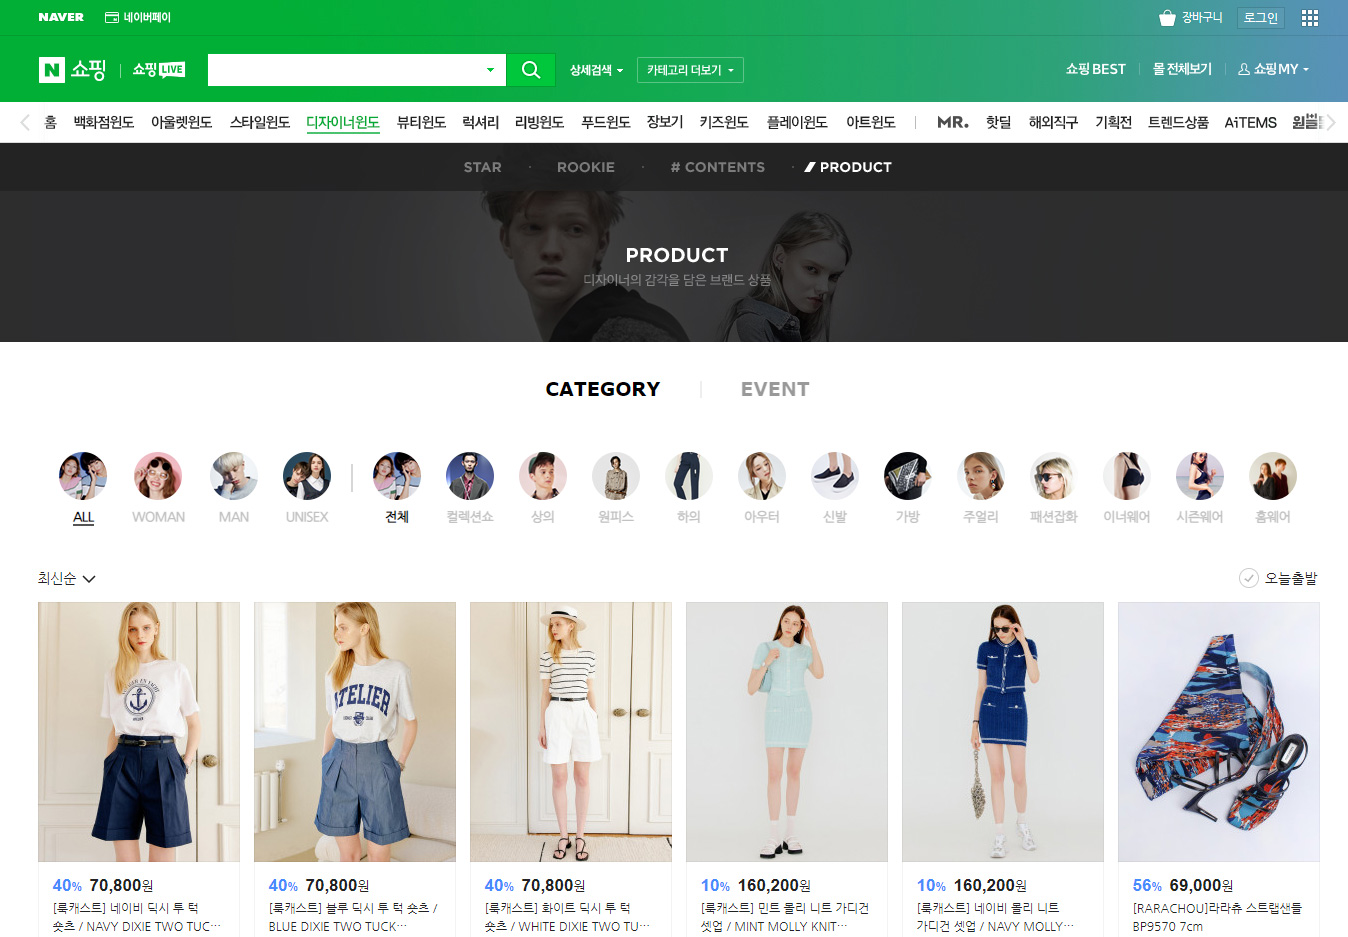 NAVER 네이버페이 장바구니 로그인
N 쇼핑 쇼핑 LIVE 상세검색 카테고리 더보기 쇼핑 BEST 몰 전체보기 쇼핑 MY
홈 백화점윈도 아울렛윈도 스타일윈도 디자이너윈도 뷰티윈도 럭셔리 리빙윈도 푸드윈도 장보기 키즈윈도 플레이윈도 아트윈도 MR. 핫딜 해외직구 기획전 트렌드상품 AiTEMS
STAR · ROOKIE · # CONTENTS · PRODUCT
PRODUCT
디자이너의 감각을 담은 브랜드 상품
CATEGORY EVENT
ALL WOMAN MAN UNISEX 전체 컬렉션쇼 상의 원피스 하의 아우터 신발 가방 주얼리 패션잡화 이너웨어 시즌웨어 홈웨어
최신순 오늘출발
NAVIGER EN EIGHT
ATELIER
ATELIER
40% 70,800원
[룩캐스트] 네이비 딕시 투 턱
숏츠 / NAVY DIXIE TWO TUC...
40% 70,800원
[룩캐스트] 블루 딕시 투 턱 숏츠 /
BLUE DIXIE TWO TUCK...
40% 70,800원
[룩캐스트] 화이트 딕시 투 턱
숏츠 / WHITE DIXIE TWO TU...
10% 160,200원
[룩캐스트] 민트 몰리 니트 가디건
셋업 / MINT MOLLY KNIT...
10% 160,200원
[룩캐스트] 네이비 몰리 니트
가디건 셋업 / NAVY MOLLY...
56% 69,000원
[RARACHOU]라라츄 스트랩샌들
BP9570 7cm